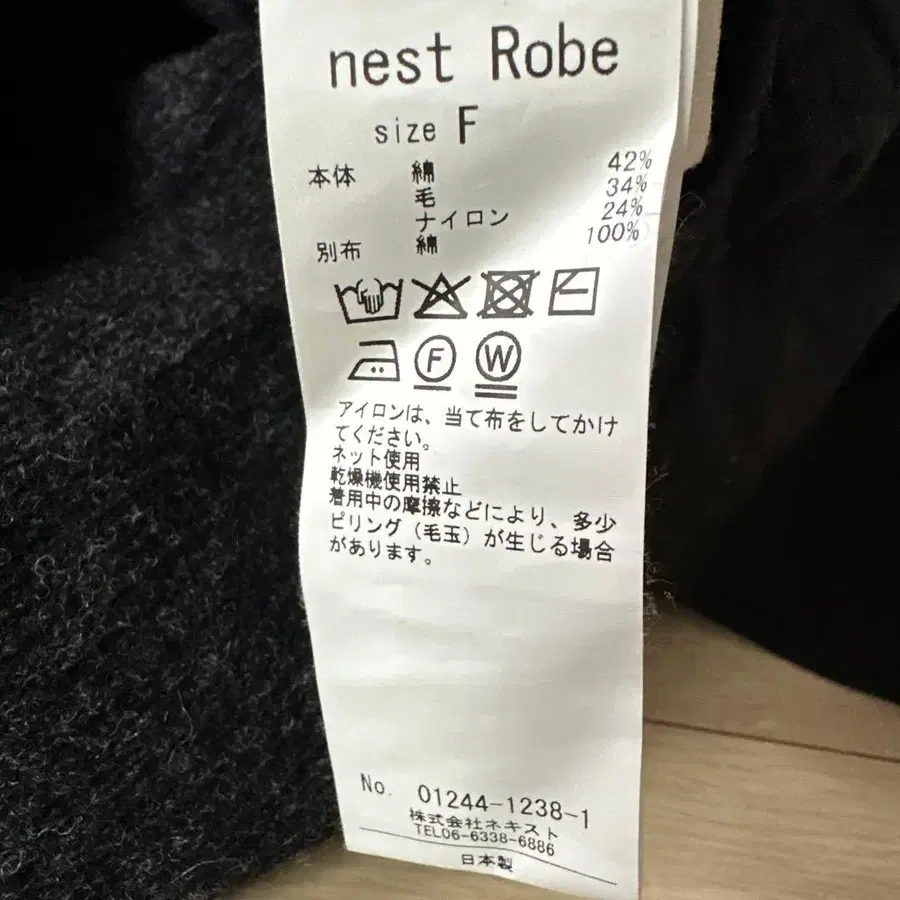 nest Robe
size F
本体 綿 42%
毛 34%
ナイロン 24%
別布 綿 100%
F W
アイロンは、当て布をしてかけ
てください。
ネット使用
乾燥機使用禁止
着用中の摩擦などにより、多少
ピリング(毛玉)が生じる場合
があります。
No. 01244-1238-1
株式会社ネキスト
TEL06-6338-6886
日本製